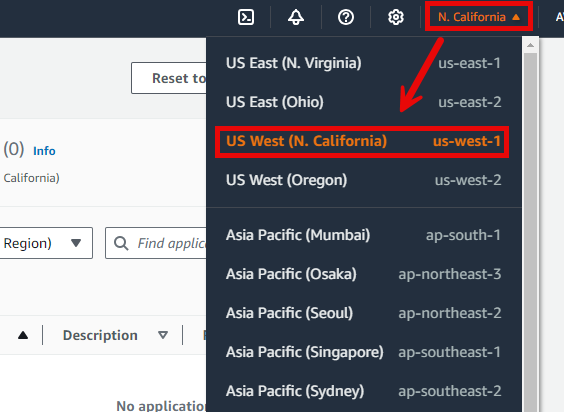 N. California ▲
A
Reset to
US East (N. Virginia) us-east-1
US East (Ohio) us-east-2
(0) Info
US West (N. California) us-west-1
California)
US West (Oregon) us-west-2
Region) ▼
Find applic
Asia Pacific (Mumbai) ap-south-1
Asia Pacific (Osaka) ap-northeast-3
Asia Pacific (Seoul) ap-northeast-2
▲ Description ▽
Asia Pacific (Singapore) ap-southeast-1
Asia Pacific (Sydney) ap-southeast-2
No application